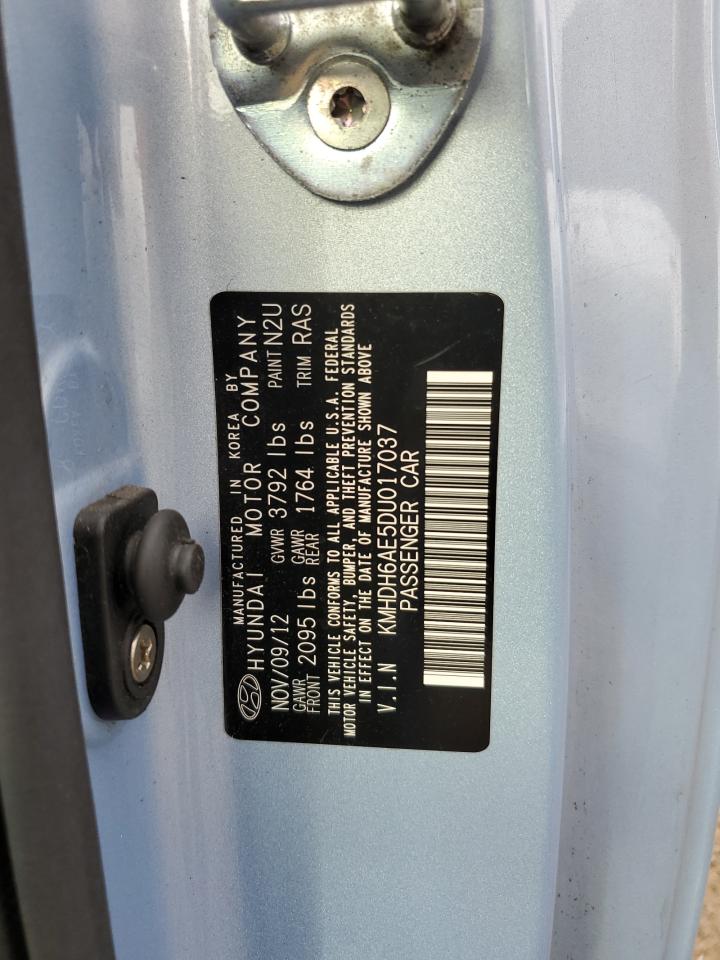 MANUFACTURED IN KOREA BY
HYUNDAI MOTOR COMPANY
NOV/09/12 GVWR 3792 lbs PAINT N2U
GAWR FRONT 2095 lbs GAWR REAR 1764 lbs TRIM RAS
THIS VEHICLE CONFORMS TO ALL APPLICABLE U.S.A. FEDERAL
MOTOR VEHICLE SAFETY, BUMPER, AND THEFT PREVENTION STANDARDS
IN EFFECT ON THE DATE OF MANUFACTURE SHOWN ABOVE
V.I.N KMHDH6AE5DU017037
PASSENGER CAR